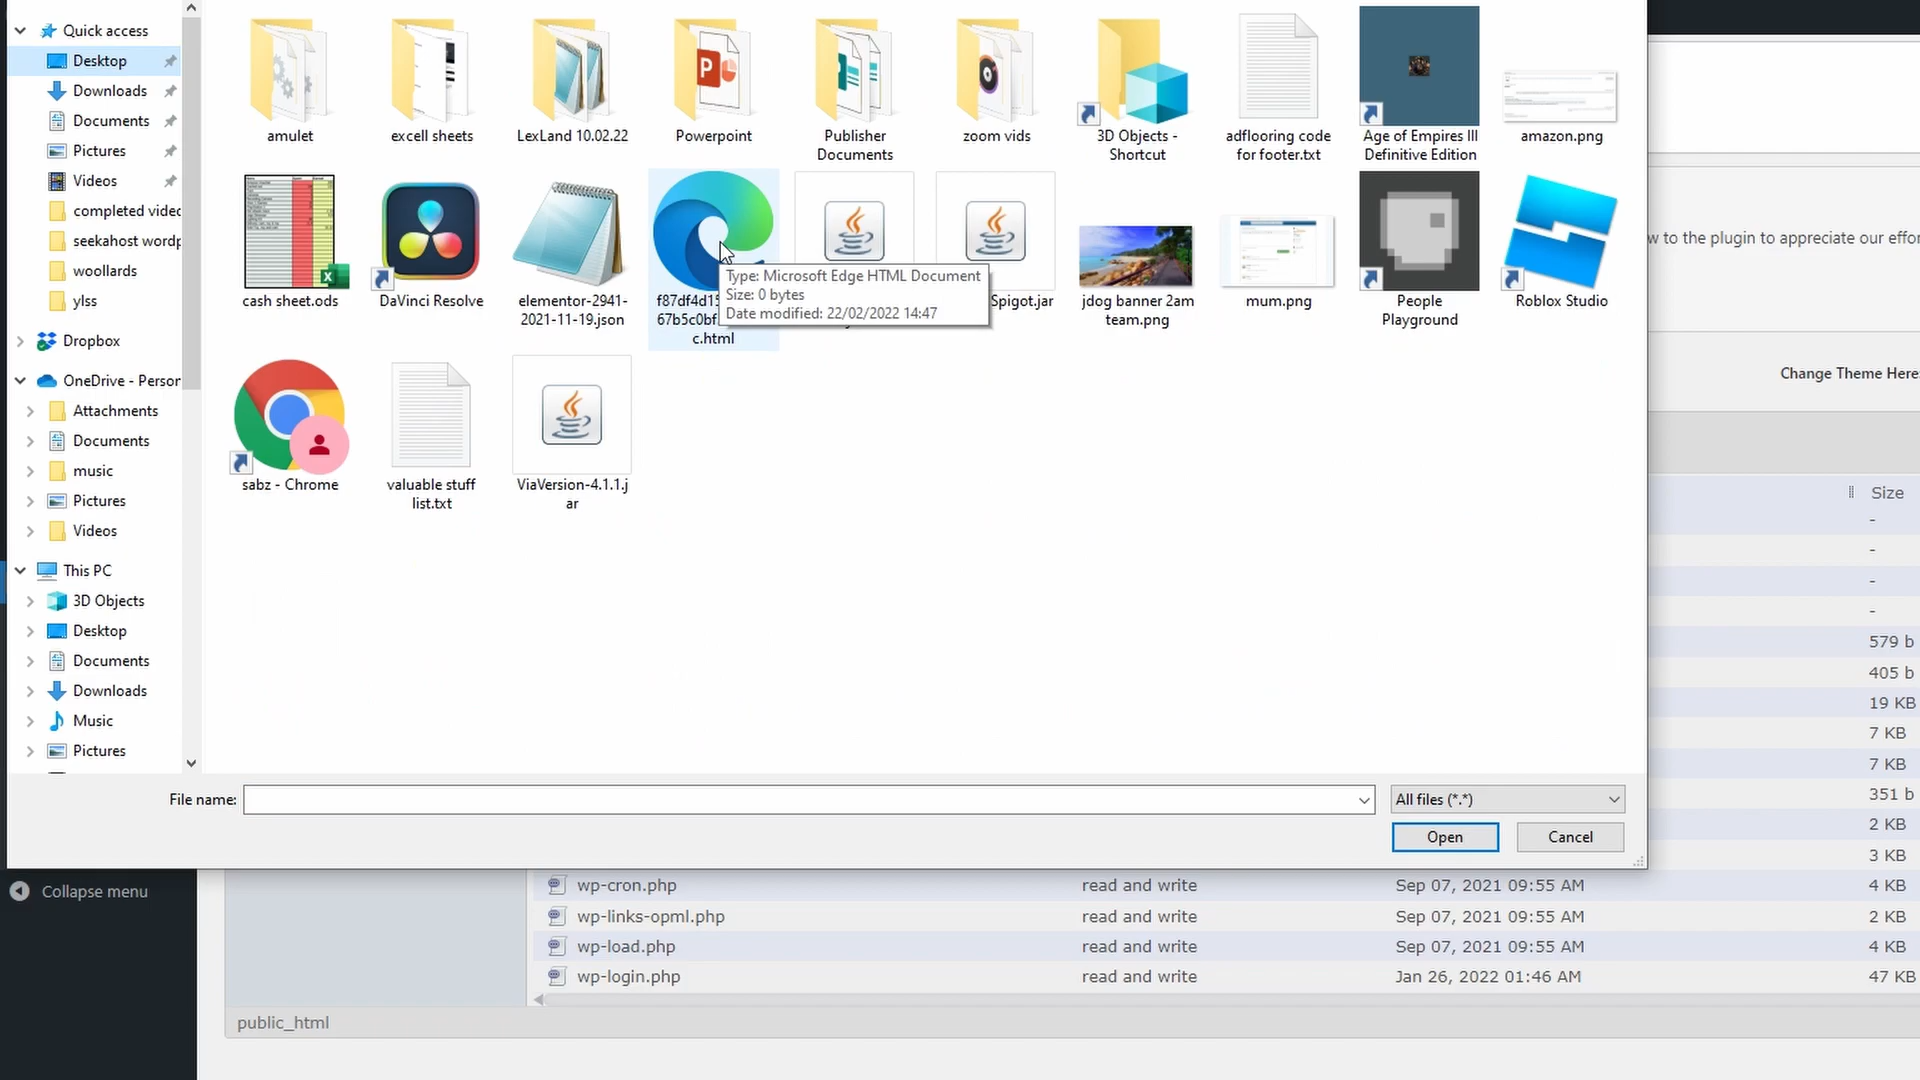 Quick access
Desktop
Downloads
Documents
Pictures
Videos
completed videc
seekahost wordp
woollards
ylss
Dropbox
OneDrive - Person
Attachments
Documents
music
Pictures
Videos
This PC
3D Objects
Desktop
Documents
Downloads
Music
Pictures
amulet
excell sheets
LexLand 10.02.22
Powerpoint
Publisher
Documents
zoom vids
3D Objects -
Shortcut
adflooring code
for footer.txt
Age of Empires III
Definitive Edition
amazon.png
cash sheet.ods
DaVinci Resolve
elementor-2941-
2021-11-19.json
f87df4d15
67b5c0bf
c.html
Type: Microsoft Edge HTML Document
Size: 0 bytes
Date modified: 22/02/2022 14:47
Spigot.jar
jdog banner 2am
team.png
mum.png
People
Playground
Roblox Studio
sabz - Chrome
valuable stuff
list.txt
ViaVersion-4.1.1.j
ar
File name:
All files (*.*)
Open
Cancel
w to the plugin to appreciate our effor
Change Theme Here:
Size
-
-
-
-
579 b
405 b
19 KB
7 KB
7 KB
351 b
2 KB
3 KB
Collapse menu
wp-cron.php read and write Sep 07, 2021 09:55 AM 4 KB
wp-links-opml.php read and write Sep 07, 2021 09:55 AM 2 KB
wp-load.php read and write Sep 07, 2021 09:55 AM 4 KB
wp-login.php read and write Jan 26, 2022 01:46 AM 47 KB
public_html